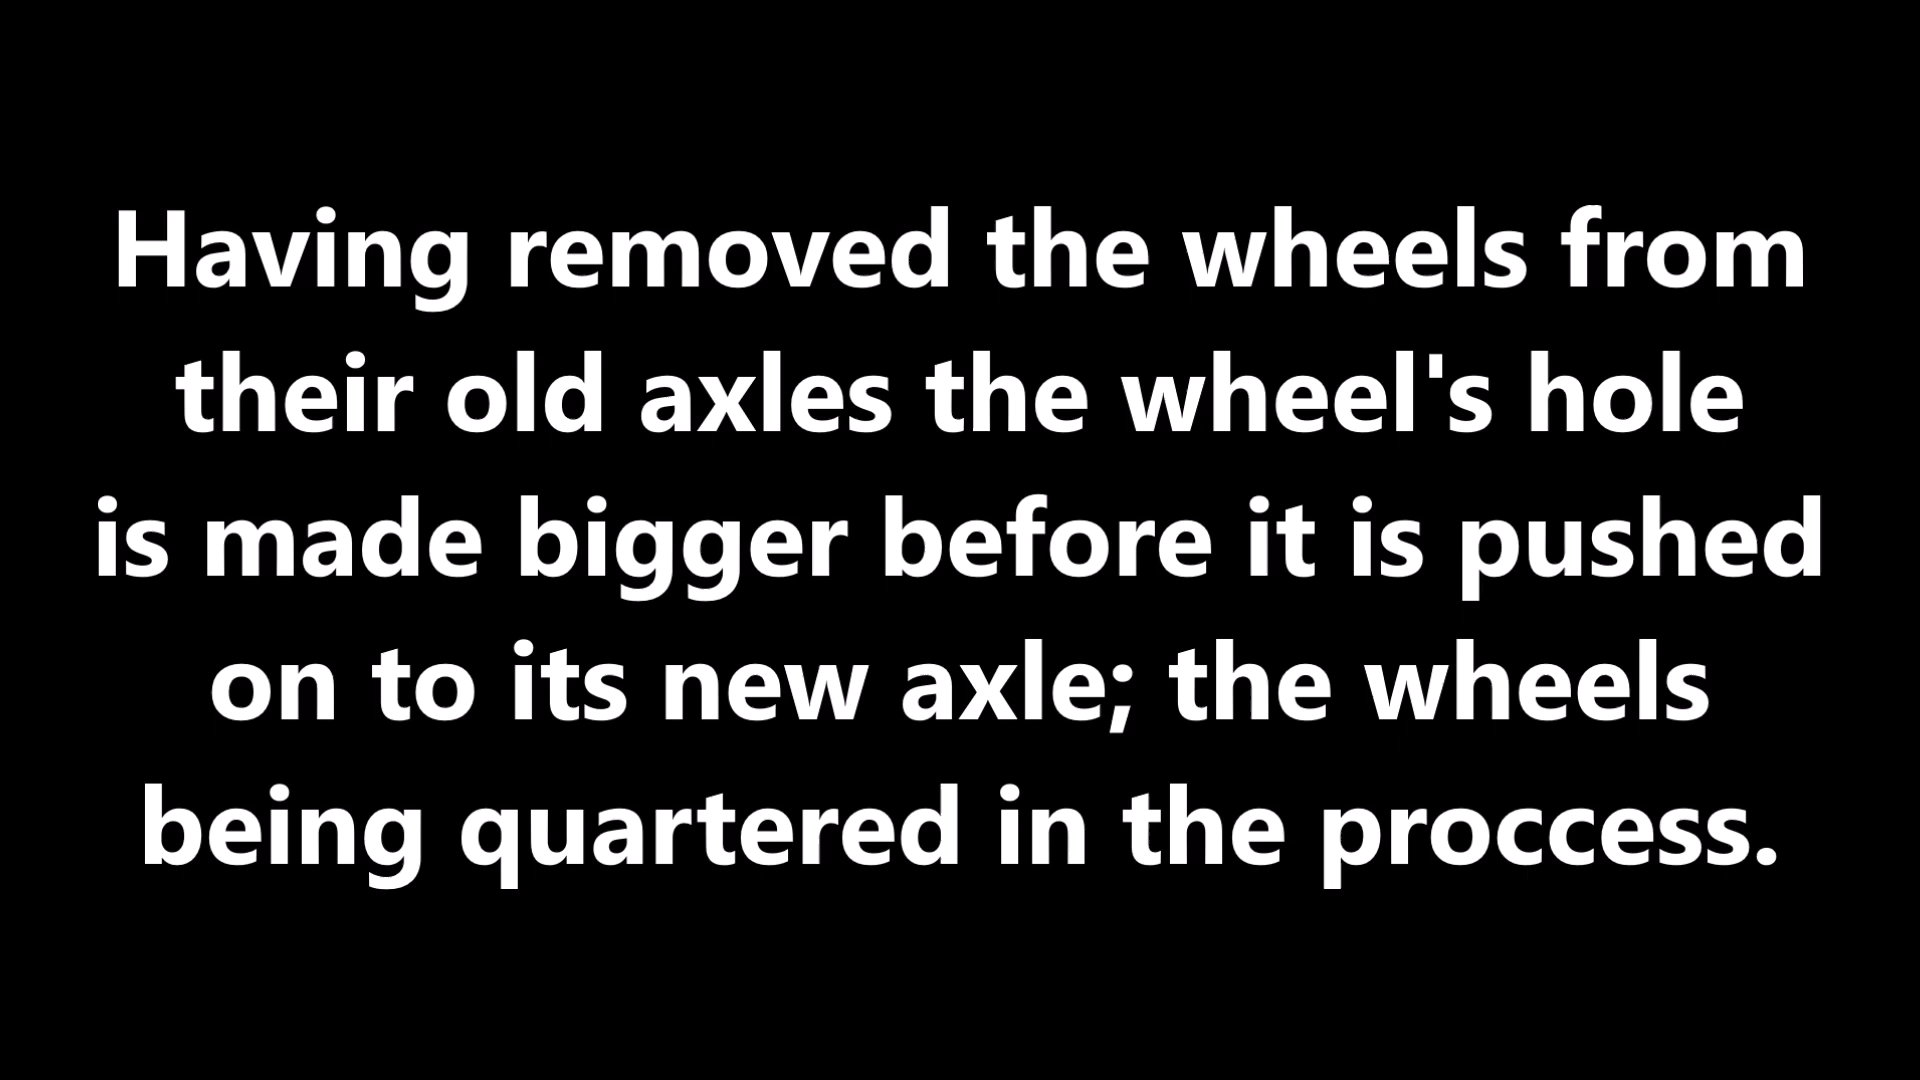 Having removed the wheels from
their old axles the wheel's hole
is made bigger before it is pushed
on to its new axle; the wheels
being quartered in the proccess.